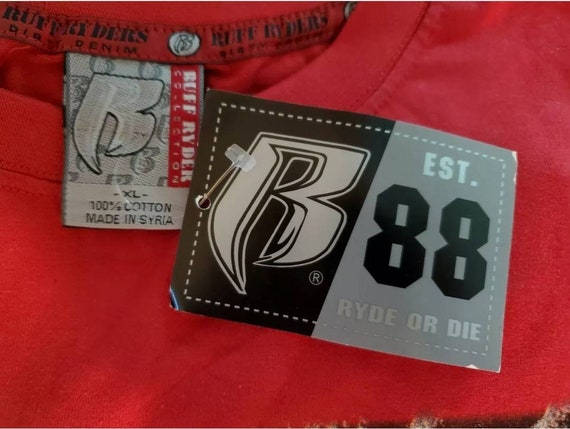 RUFF RYDERS
DIRTY DENIM
R
RUFF RYDERS
DIRTY DENIM
R
RUFF RYDER
COLLECTION
-XL-
100% COTTON
MADE IN SYRIA
R
®
EST.
88
RYDE OR DIE